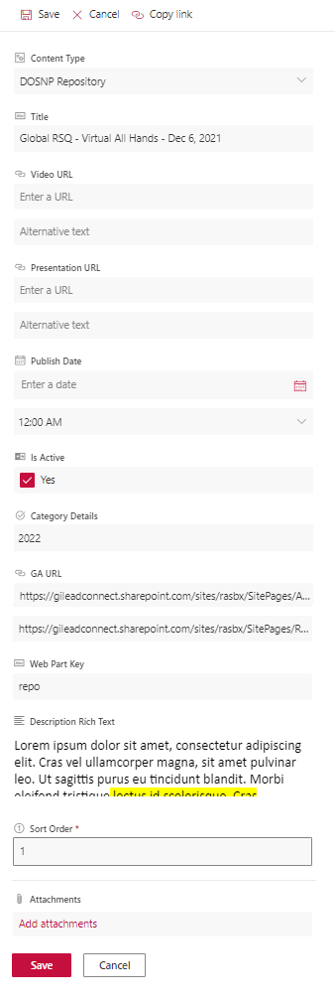 Save Cancel Copy link
Content Type
DOSNP Repository
Title
Global RSQ - Virtual All Hands - Dec 6, 2021
Video URL
Enter a URL
Alternative text
Presentation URL
Enter a URL
Alternative text
Publish Date
Enter a date
12:00 AM
Is Active
Yes
Category Details
2022
GA URL
https://gileadconnect.sharepoint.com/sites/rasbx/SitePages/A...
https://gileadconnect.sharepoint.com/sites/rasbx/SitePages/R...
Web Part Key
repo
Description Rich Text
Lorem ipsum dolor sit amet, consectetur adipiscing
elit. Cras vel ullamcorper magna, sit amet pulvinar
leo. Ut sagittis purus eu tincidunt blandit. Morbi
eleifend tristique lectus id scelerisque. Cras
Sort Order *
1
Attachments
Add attachments
Save Cancel